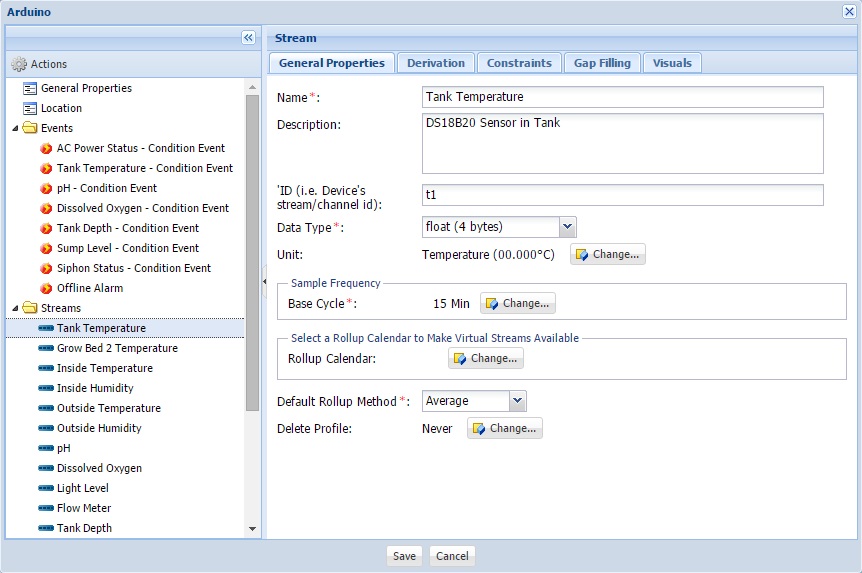 Arduino
Actions
General Properties
Location
Events
AC Power Status - Condition Event
Tank Temperature - Condition Event
pH - Condition Event
Dissolved Oxygen - Condition Event
Tank Depth - Condition Event
Sump Level - Condition Event
Siphon Status - Condition Event
Offline Alarm
Streams
Tank Temperature
Grow Bed 2 Temperature
Inside Temperature
Inside Humidity
Outside Temperature
Outside Humidity
pH
Dissolved Oxygen
Light Level
Flow Meter
Tank Depth
Stream
General Properties Derivation Constraints Gap Filling Visuals
Name*: Tank Temperature
Description: DS18B20 Sensor in Tank
'ID (i.e. Device's
stream/channel id): t1
Data Type*: float (4 bytes)
Unit: Temperature (00.000°C) Change...
Sample Frequency
Base Cycle*: 15 Min Change...
Select a Rollup Calendar to Make Virtual Streams Available
Rollup Calendar: Change...
Default Rollup Method*: Average
Delete Profile: Never Change...
Save Cancel